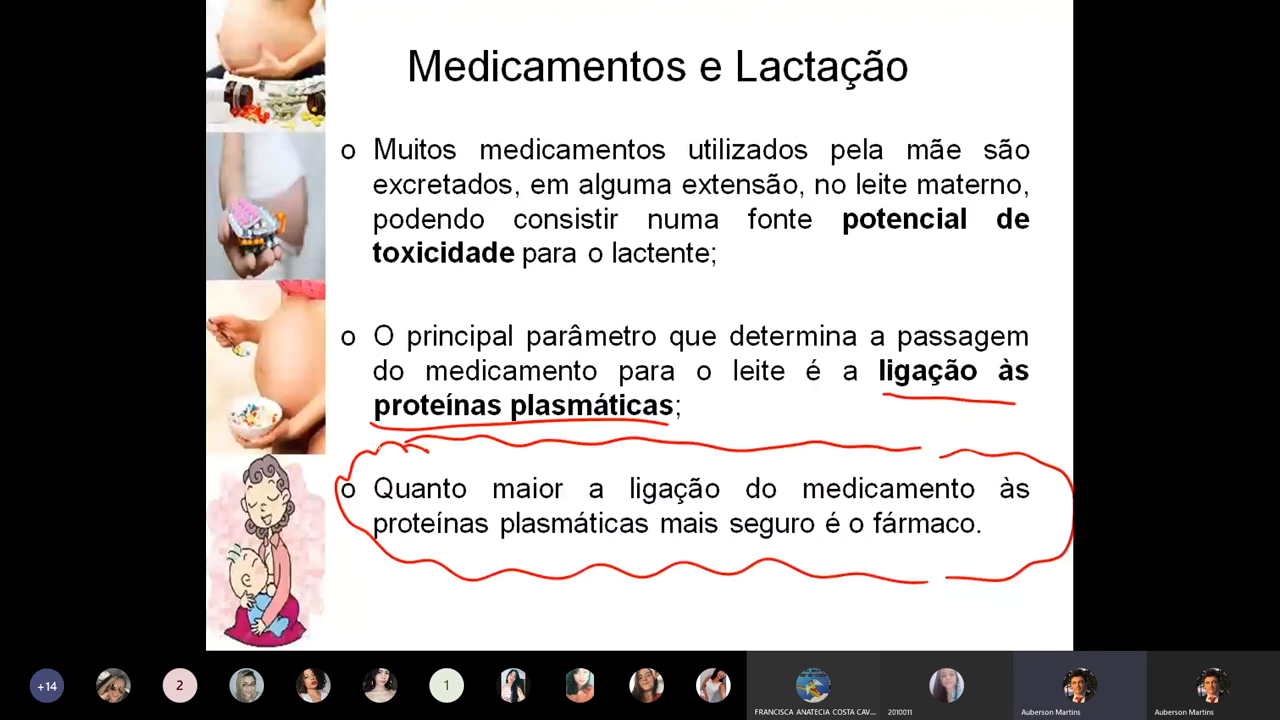 Medicamentos e Lactação
o Muitos medicamentos utilizados pela mãe são
excretados, em alguma extensão, no leite materno,
podendo consistir numa fonte potencial de
toxicidade para o lactente;
o O principal parâmetro que determina a passagem
do medicamento para o leite é a ligação às
proteínas plasmáticas;
o Quanto maior a ligação do medicamento às
proteínas plasmáticas mais seguro é o fármaco.
+14
2
1
FRANCISCA ANATECIA COSTA CAV...
2010011
Auberson Martins
Auberson Martins